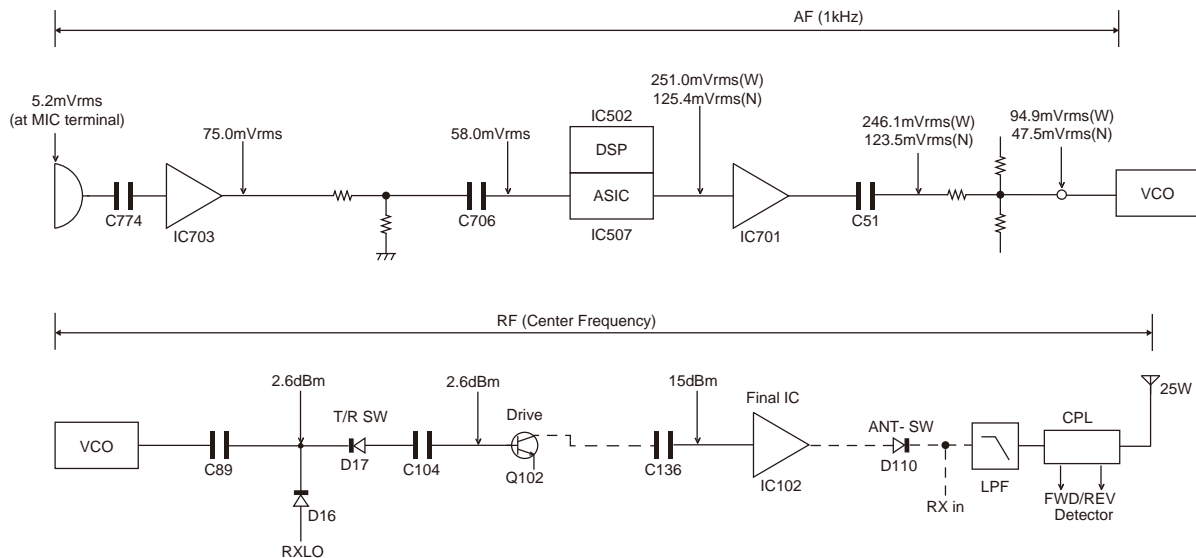 AF (1kHz)
5.2mVrms
(at MIC terminal)
75.0mVrms
58.0mVrms
IC502
251.0mVrms(W)
125.4mVrms(N)
246.1mVrms(W)
123.5mVrms(N)
94.9mVrms(W)
47.5mVrms(N)
DSP
ASIC
VCO
C774
IC703
C706
IC507
IC701
C51
RF (Center Frequency)
2.6dBm
2.6dBm
15dBm
25W
T/R SW
Drive
Final IC
ANT- SW
CPL
VCO
C89
D17
C104
Q102
C136
IC102
D110
LPF
D16
RX in
FWD/REV
Detector
RXLO